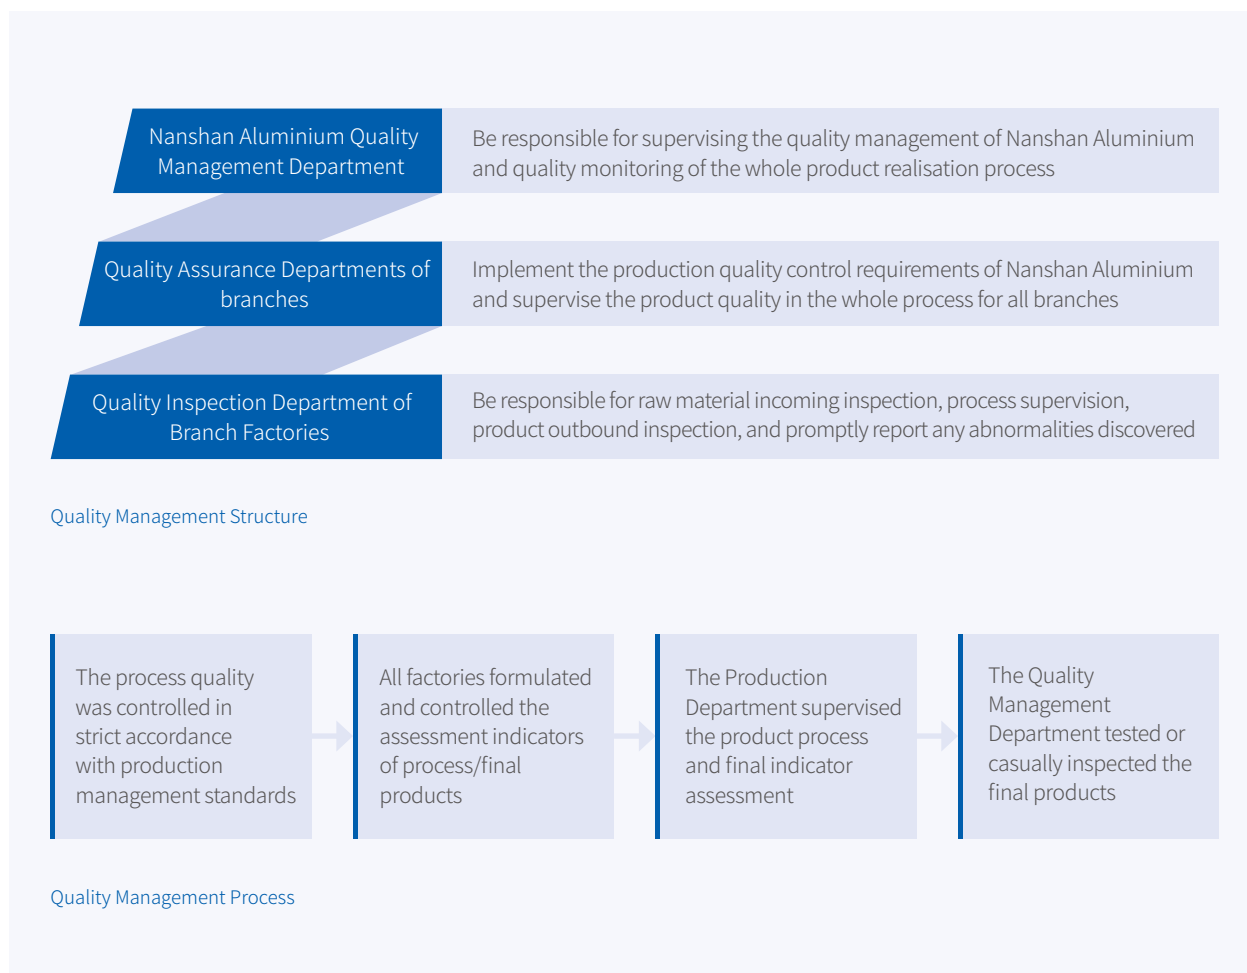 Nanshan Aluminium Quality
Management Department
Be responsible for supervising the quality management of Nanshan Aluminium
and quality monitoring of the whole product realisation process
Quality Assurance Departments of
branches
Implement the production quality control requirements of Nanshan Aluminium
and supervise the product quality in the whole process for all branches
Quality Inspection Department of
Branch Factories
Be responsible for raw material incoming inspection, process supervision,
product outbound inspection, and promptly report any abnormalities discovered
Quality Management Structure
The process quality
was controlled in
strict accordance
with production
management standards
All factories formulated
and controlled the
assessment indicators
of process/final
products
The Production
Department supervised
the product process
and final indicator
assessment
The Quality
Management
Department tested or
casually inspected the
final products
Quality Management Process